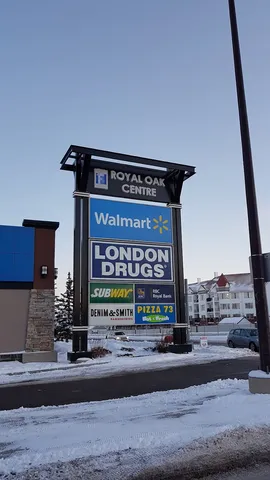 ROYAL OAK
CENTRE
Walmart
LONDON
DRUGS
SUBWAY
RBC
Royal Bank
DENIM & SMITH
PIZZA 73